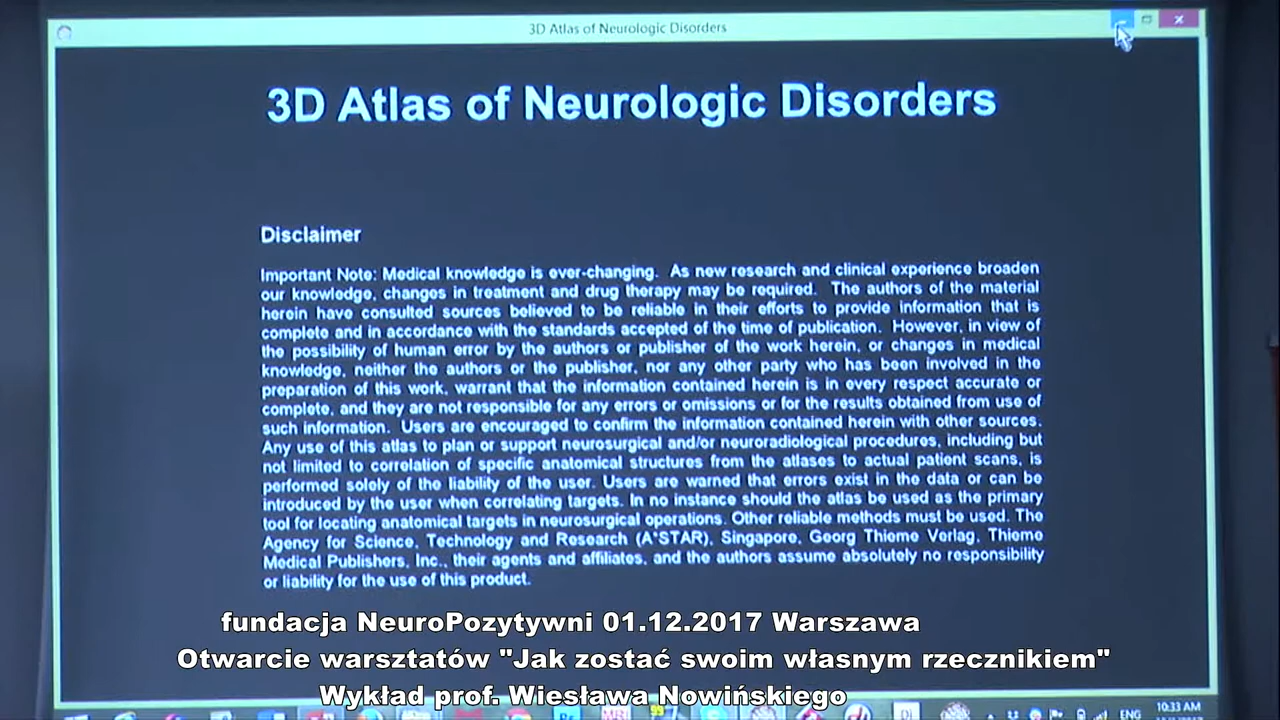 3D Atlas of Neurologic Disorders
3D Atlas of Neurologic Disorders
Disclaimer
Important Note: Medical knowledge is ever-changing. As new research and clinical experience broaden
our knowledge, changes in treatment and drug therapy may be required. The authors of the material
herein have consulted sources believed to be reliable in their efforts to provide information that is
complete and in accordance with the standards accepted of the time of publication. However, in view of
the possibility of human error by the authors or publisher of the work herein, or changes in medical
knowledge, neither the authors or the publisher, nor any other party who has been involved in the
preparation of this work, warrant that the information contained herein is in every respect accurate or
complete, and they are not responsible for any errors or omissions or for the results obtained from use of
such information. Users are encouraged to confirm the information contained herein with other sources.
Any use of this atlas to plan or support neurosurgical and/or neuroradiological procedures, including but
not limited to correlation of specific anatomical structures from the atlases to actual patient scans, is
performed solely of the liability of the user. Users are warned that errors exist in the data or can be
introduced by the user when correlating targets. In no instance should the atlas be used as the primary
tool for locating anatomical targets in neurosurgical operations. Other reliable methods must be used. The
Agency for Science, Technology and Research (A*STAR), Singapore, Georg Thieme Verlag, Thieme
Medical Publishers, Inc., their agents and affiliates, and the authors assume absolutely no responsibility
or liability for the use of this product.
fundacja NeuroPozytywni 01.12.2017 Warszawa
Otwarcie warsztatów "Jak zostać swoim własnym rzecznikiem"
Wykład prof. Wiesława Nowińskiego
ENG
10:33 AM